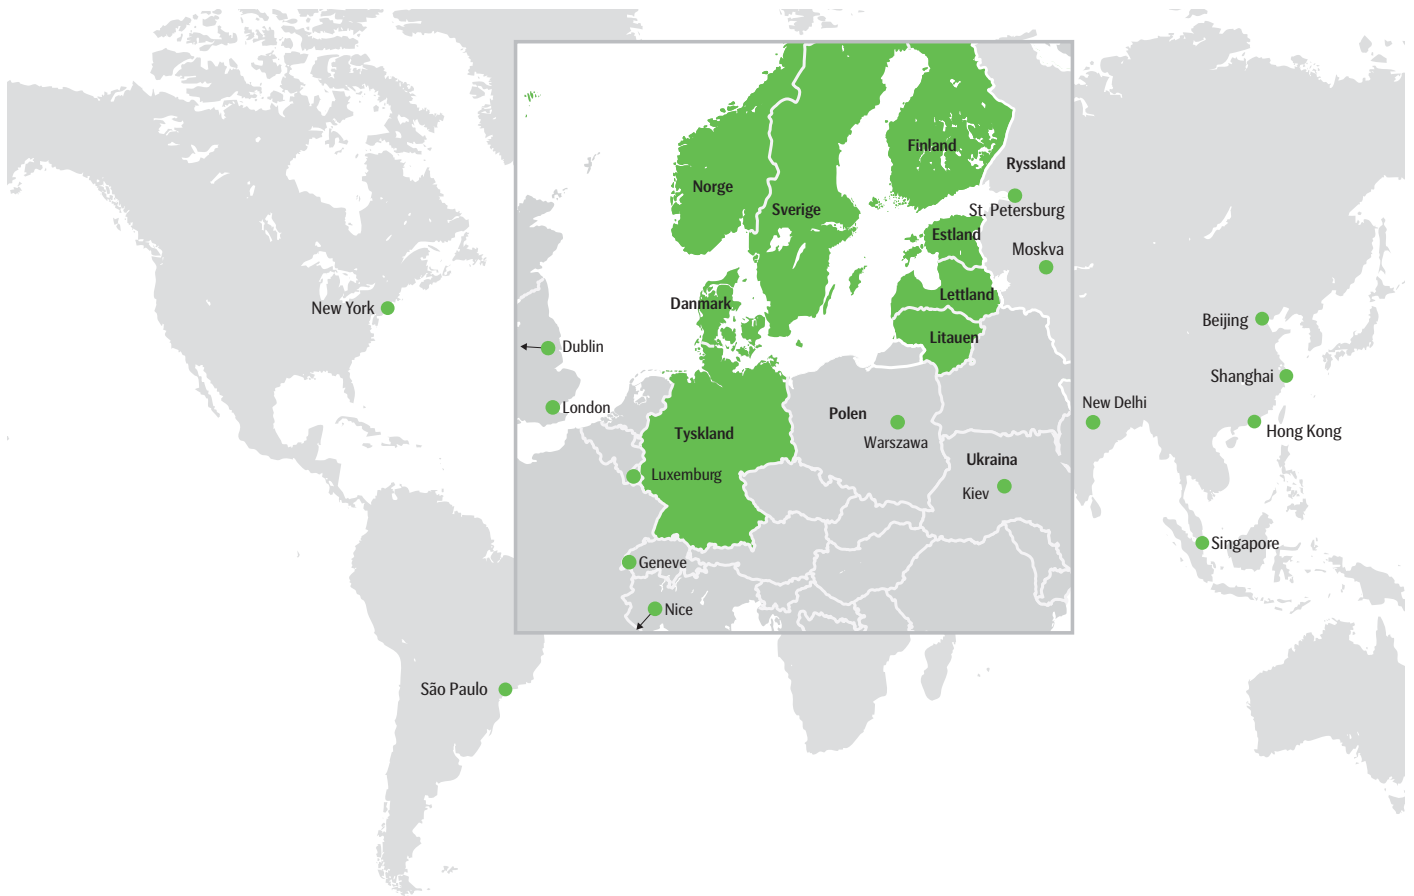 Finland
Ryssland
Norge
St. Petersburg
Sverige
Estland
Moskva
Lettland
Danmark
New York
Litauen
Beijing
Dublin
Shanghai
New Delhi
London
Polen
Hong Kong
Tyskland
Warszawa
Ukraina
Luxemburg
Kiev
Singapore
Geneve
Nice
São Paulo